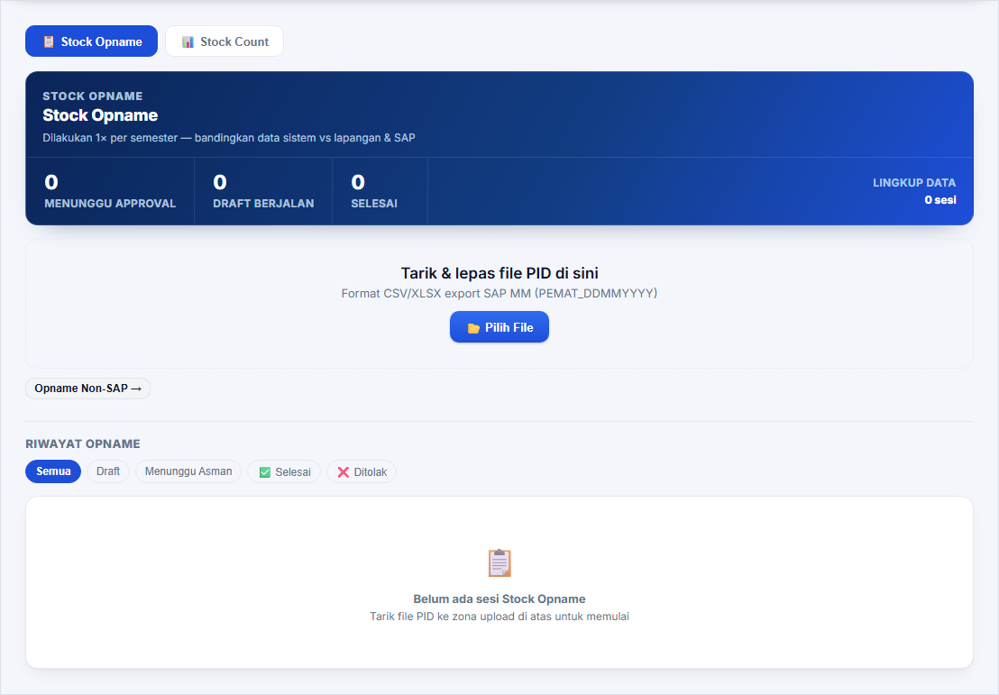 Stock Opname
Stock Count
STOCK OPNAME
Stock Opname
Dilakukan 1× per semester — bandingkan data sistem vs lapangan & SAP
0
MENUNGGU APPROVAL
0
DRAFT BERJALAN
0
SELESAI
LINGKUP DATA
0 sesi
Tarik & lepas file PID di sini
Format CSV/XLSX export SAP MM (PEMAT_DDMMYYYY)
Pilih File
Opname Non-SAP →
RIWAYAT OPNAME
Semua
Draft
Menunggu Asman
Selesai
Ditolak
Belum ada sesi Stock Opname
Tarik file PID ke zona upload di atas untuk memulai